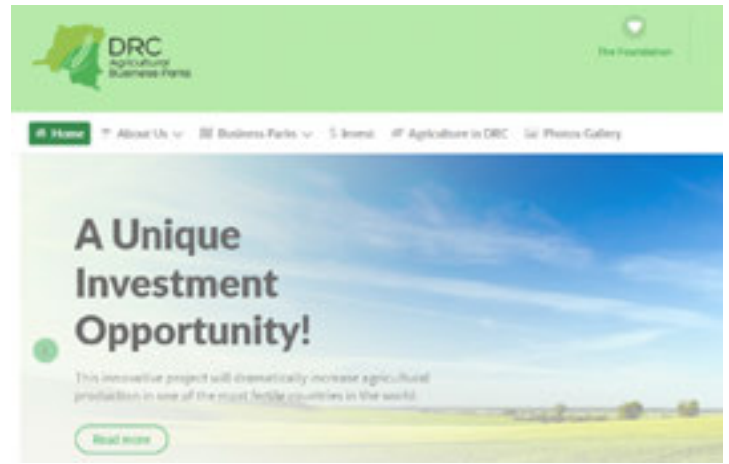 DRC
Agricultural
Business Parks
The Foundation
Home About Us Business Parks $ Invest Agriculture in DRC Photos Gallery
A Unique
Investment
Opportunity!
This innovative project will dramatically increase agricultural
production in one of the most fertile countries in the world.
Read more